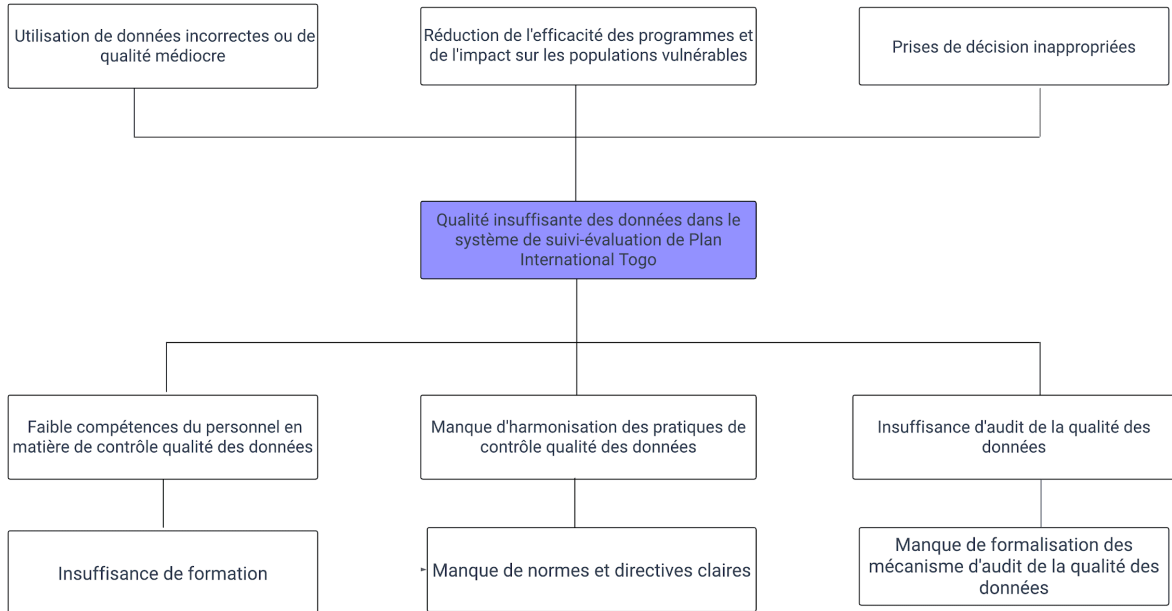 Utilisation de données incorrectes ou de
qualité médiocre
Réduction de l'efficacité des programmes et
de l'impact sur les populations vulnérables
Prises de décision inappropriées
Qualité insuffisante des données dans le
système de suivi-évaluation de Plan
International Togo
Faible compétences du personnel en
matière de contrôle qualité des données
Manque d'harmonisation des pratiques de
contrôle qualité des données
Insuffisance d'audit de la qualité des
données
Insuffisance de formation
Manque de normes et directives claires
Manque de formalisation des
mécanisme d'audit de la qualité des
données